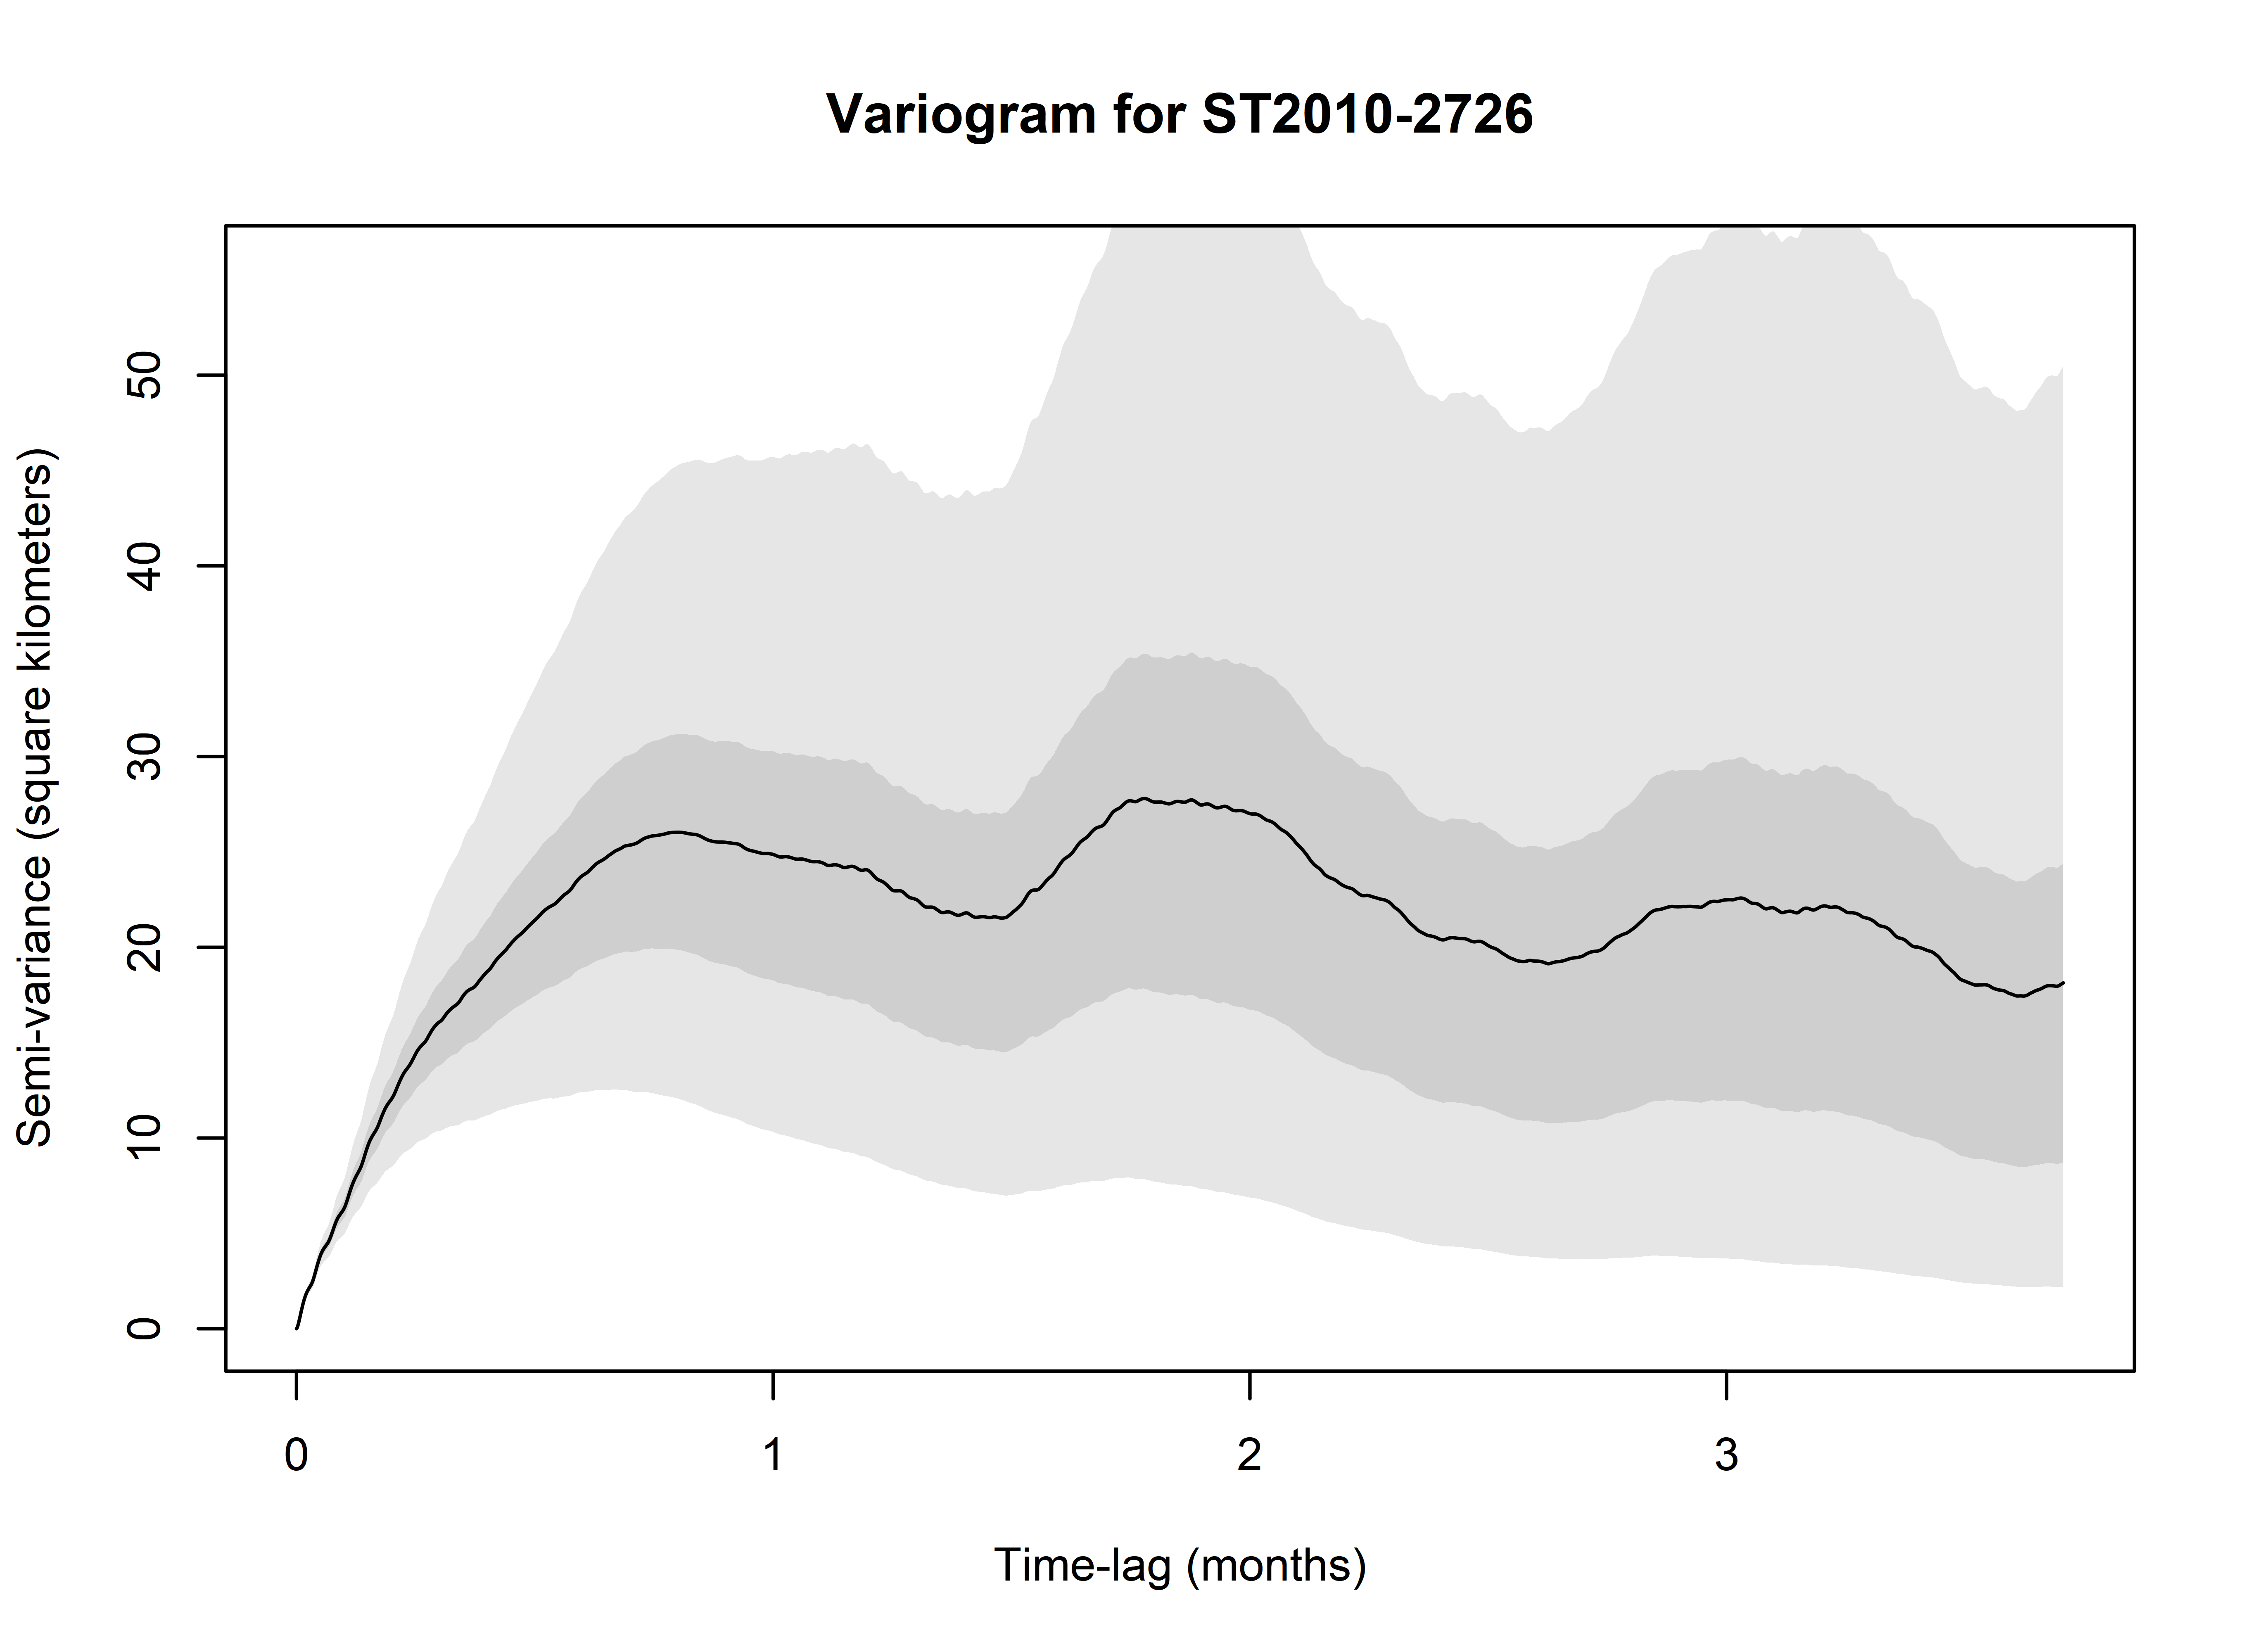 Variogram for ST2010-2726
Semi-variance (square kilometers)
50
40
30
20
10
0
0 1 2 3
Time-lag (months)